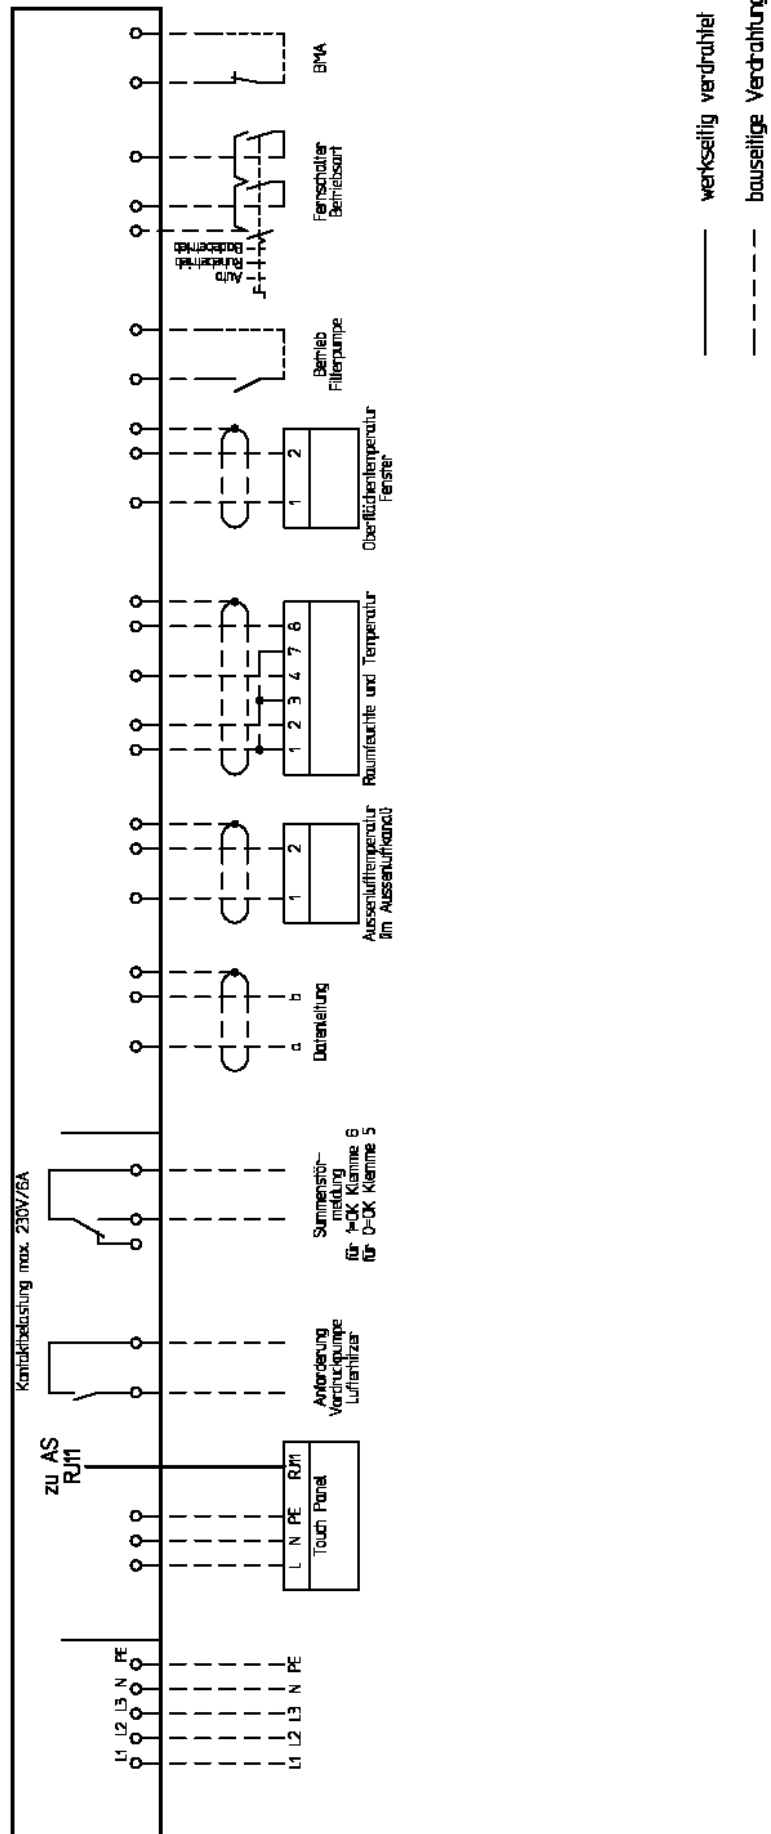 werkseitig verdrahtet
bauseitige Verdrahtung
Kontaktbelastung max. 230V/6A
L1 L2 L3 N PE
L1 L2 L3 N PE
zu AS
RJ11
L N PE RJ11
Touch Panel
Anforderung
Vordruckpumpe
Lufterhitzer
Summenstör-
meldung
für 1=OK Klemme 6
für 0=OK Klemme 5
a b
Datenleitung
1 2
Aussenlufttemperatur
(im Aussenluftkanal)
1 2 3 4 7 8
Raumfeuchte und Temperatur
1 2
Oberflächentemperatur
Fenster
Betrieb
Filterpumpe
Auto
Fernschalter
Betriebsart
BMA